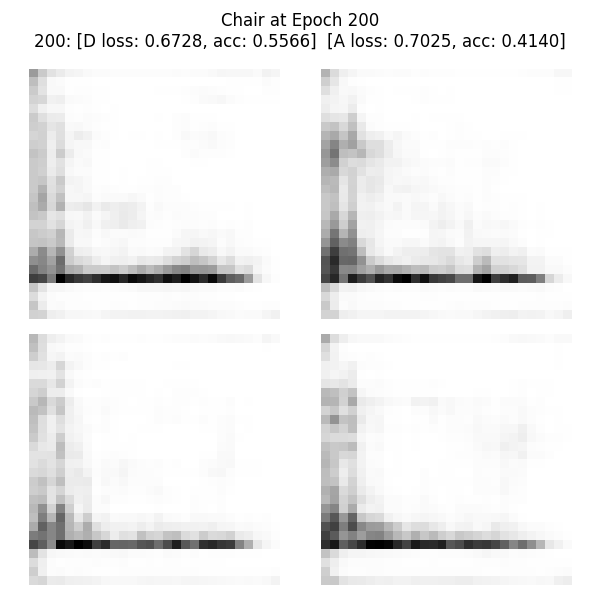 Chair at Epoch 200
200: [D loss: 0.6728, acc: 0.5566]  [A loss: 0.7025, acc: 0.4140]